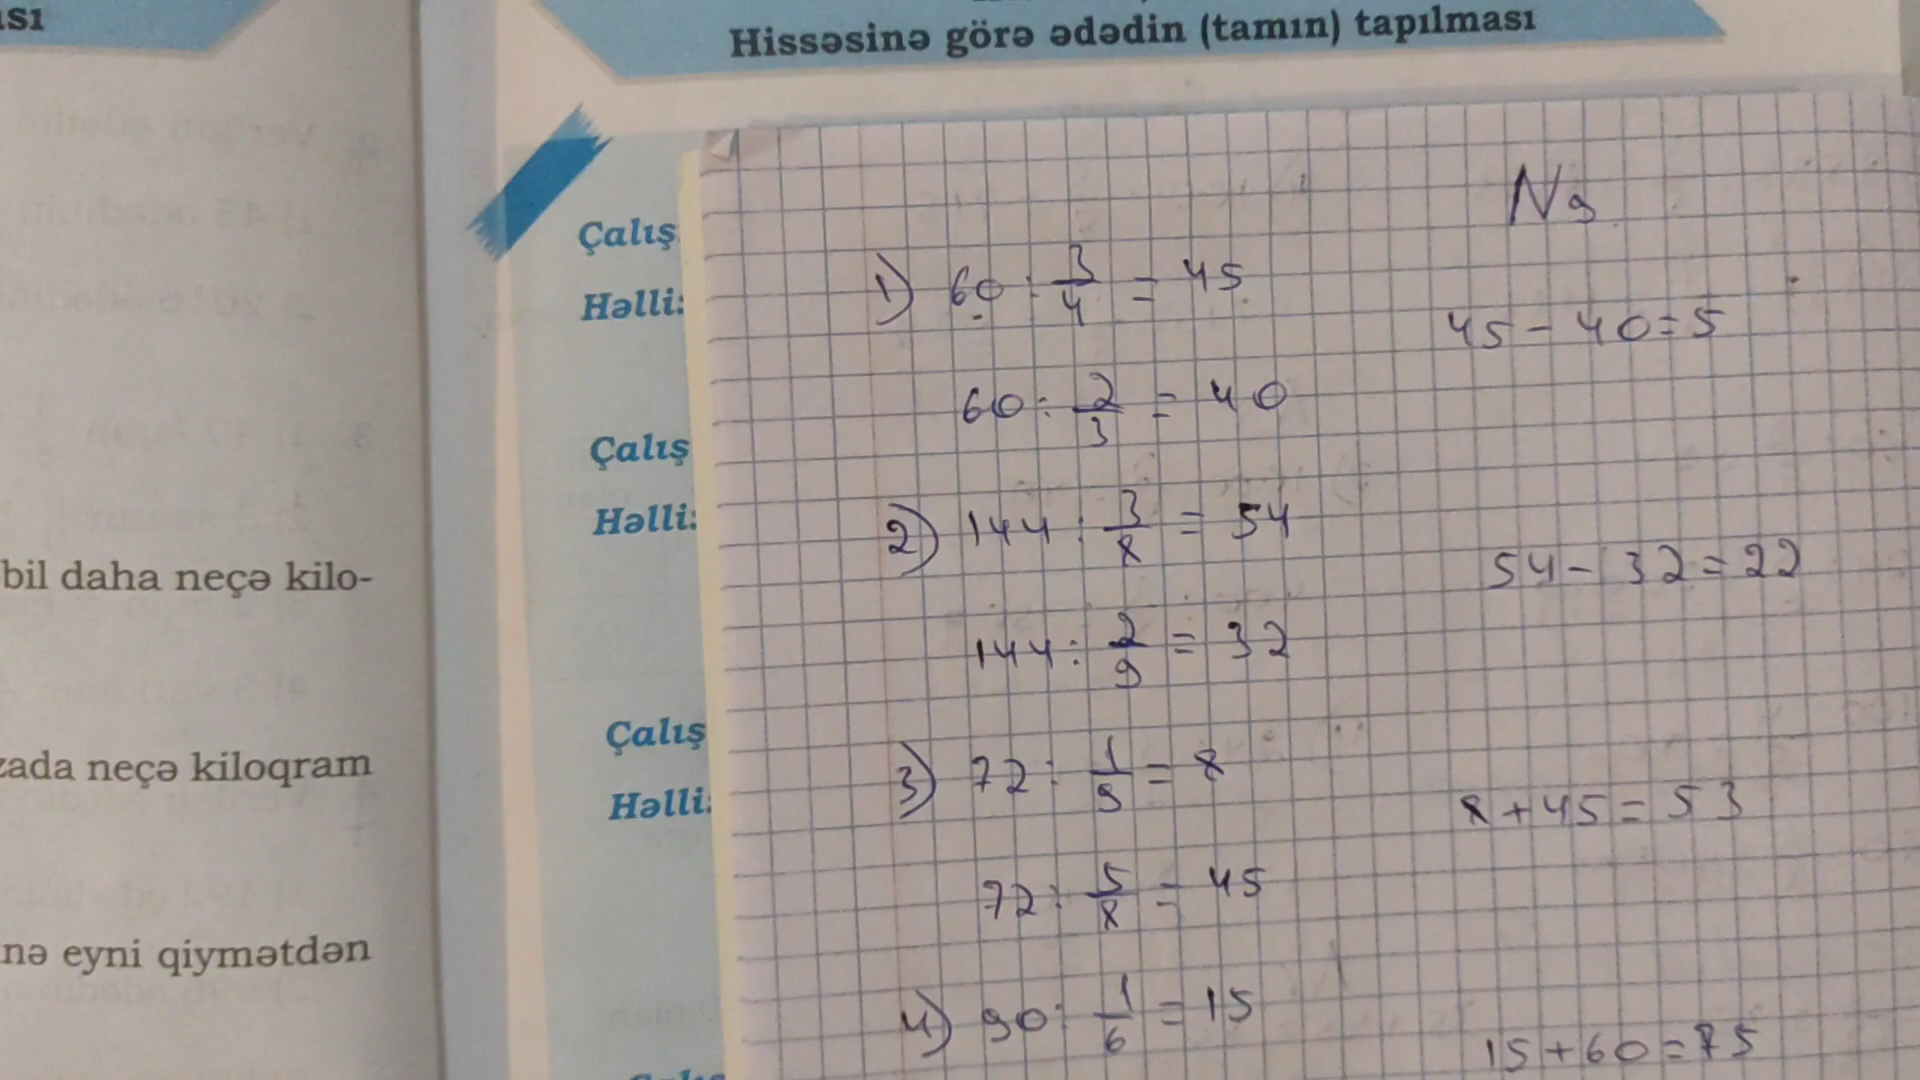 Hissəsinə görə ədədin (tamın) tapılması
bil daha neçə kilo-
ada neçə kiloqram
nə eyni qiymətdən
Çalış
Həlli:
Çalış
Həlli:
Çalış
Həlli:
N9
1) 60 : 3/4 = 45
45 - 40 = 5
60 : 2/3 = 40
2) 144 : 3/8 = 54
54 - 32 = 22
144 : 2/9 = 32
3) 72 : 1/9 = 8
8 + 45 = 53
72 : 5/8 = 45
4) 90 : 1/6 = 15
15 + 60 = 75